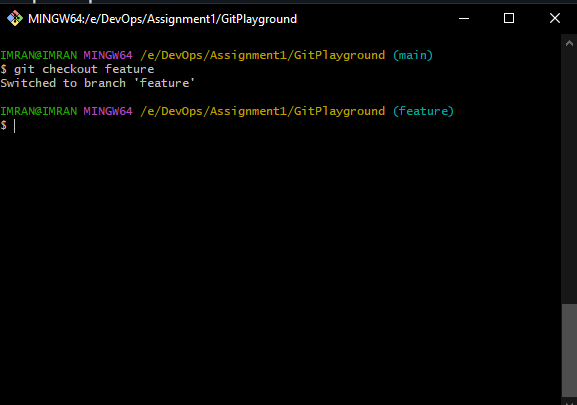 MINGW64:/e/DevOps/Assignment1/GitPlayground
IMRAN@IMRAN MINGW64 /e/DevOps/Assignment1/GitPlayground (main)
$ git checkout feature
Switched to branch 'feature'
IMRAN@IMRAN MINGW64 /e/DevOps/Assignment1/GitPlayground (feature)
$